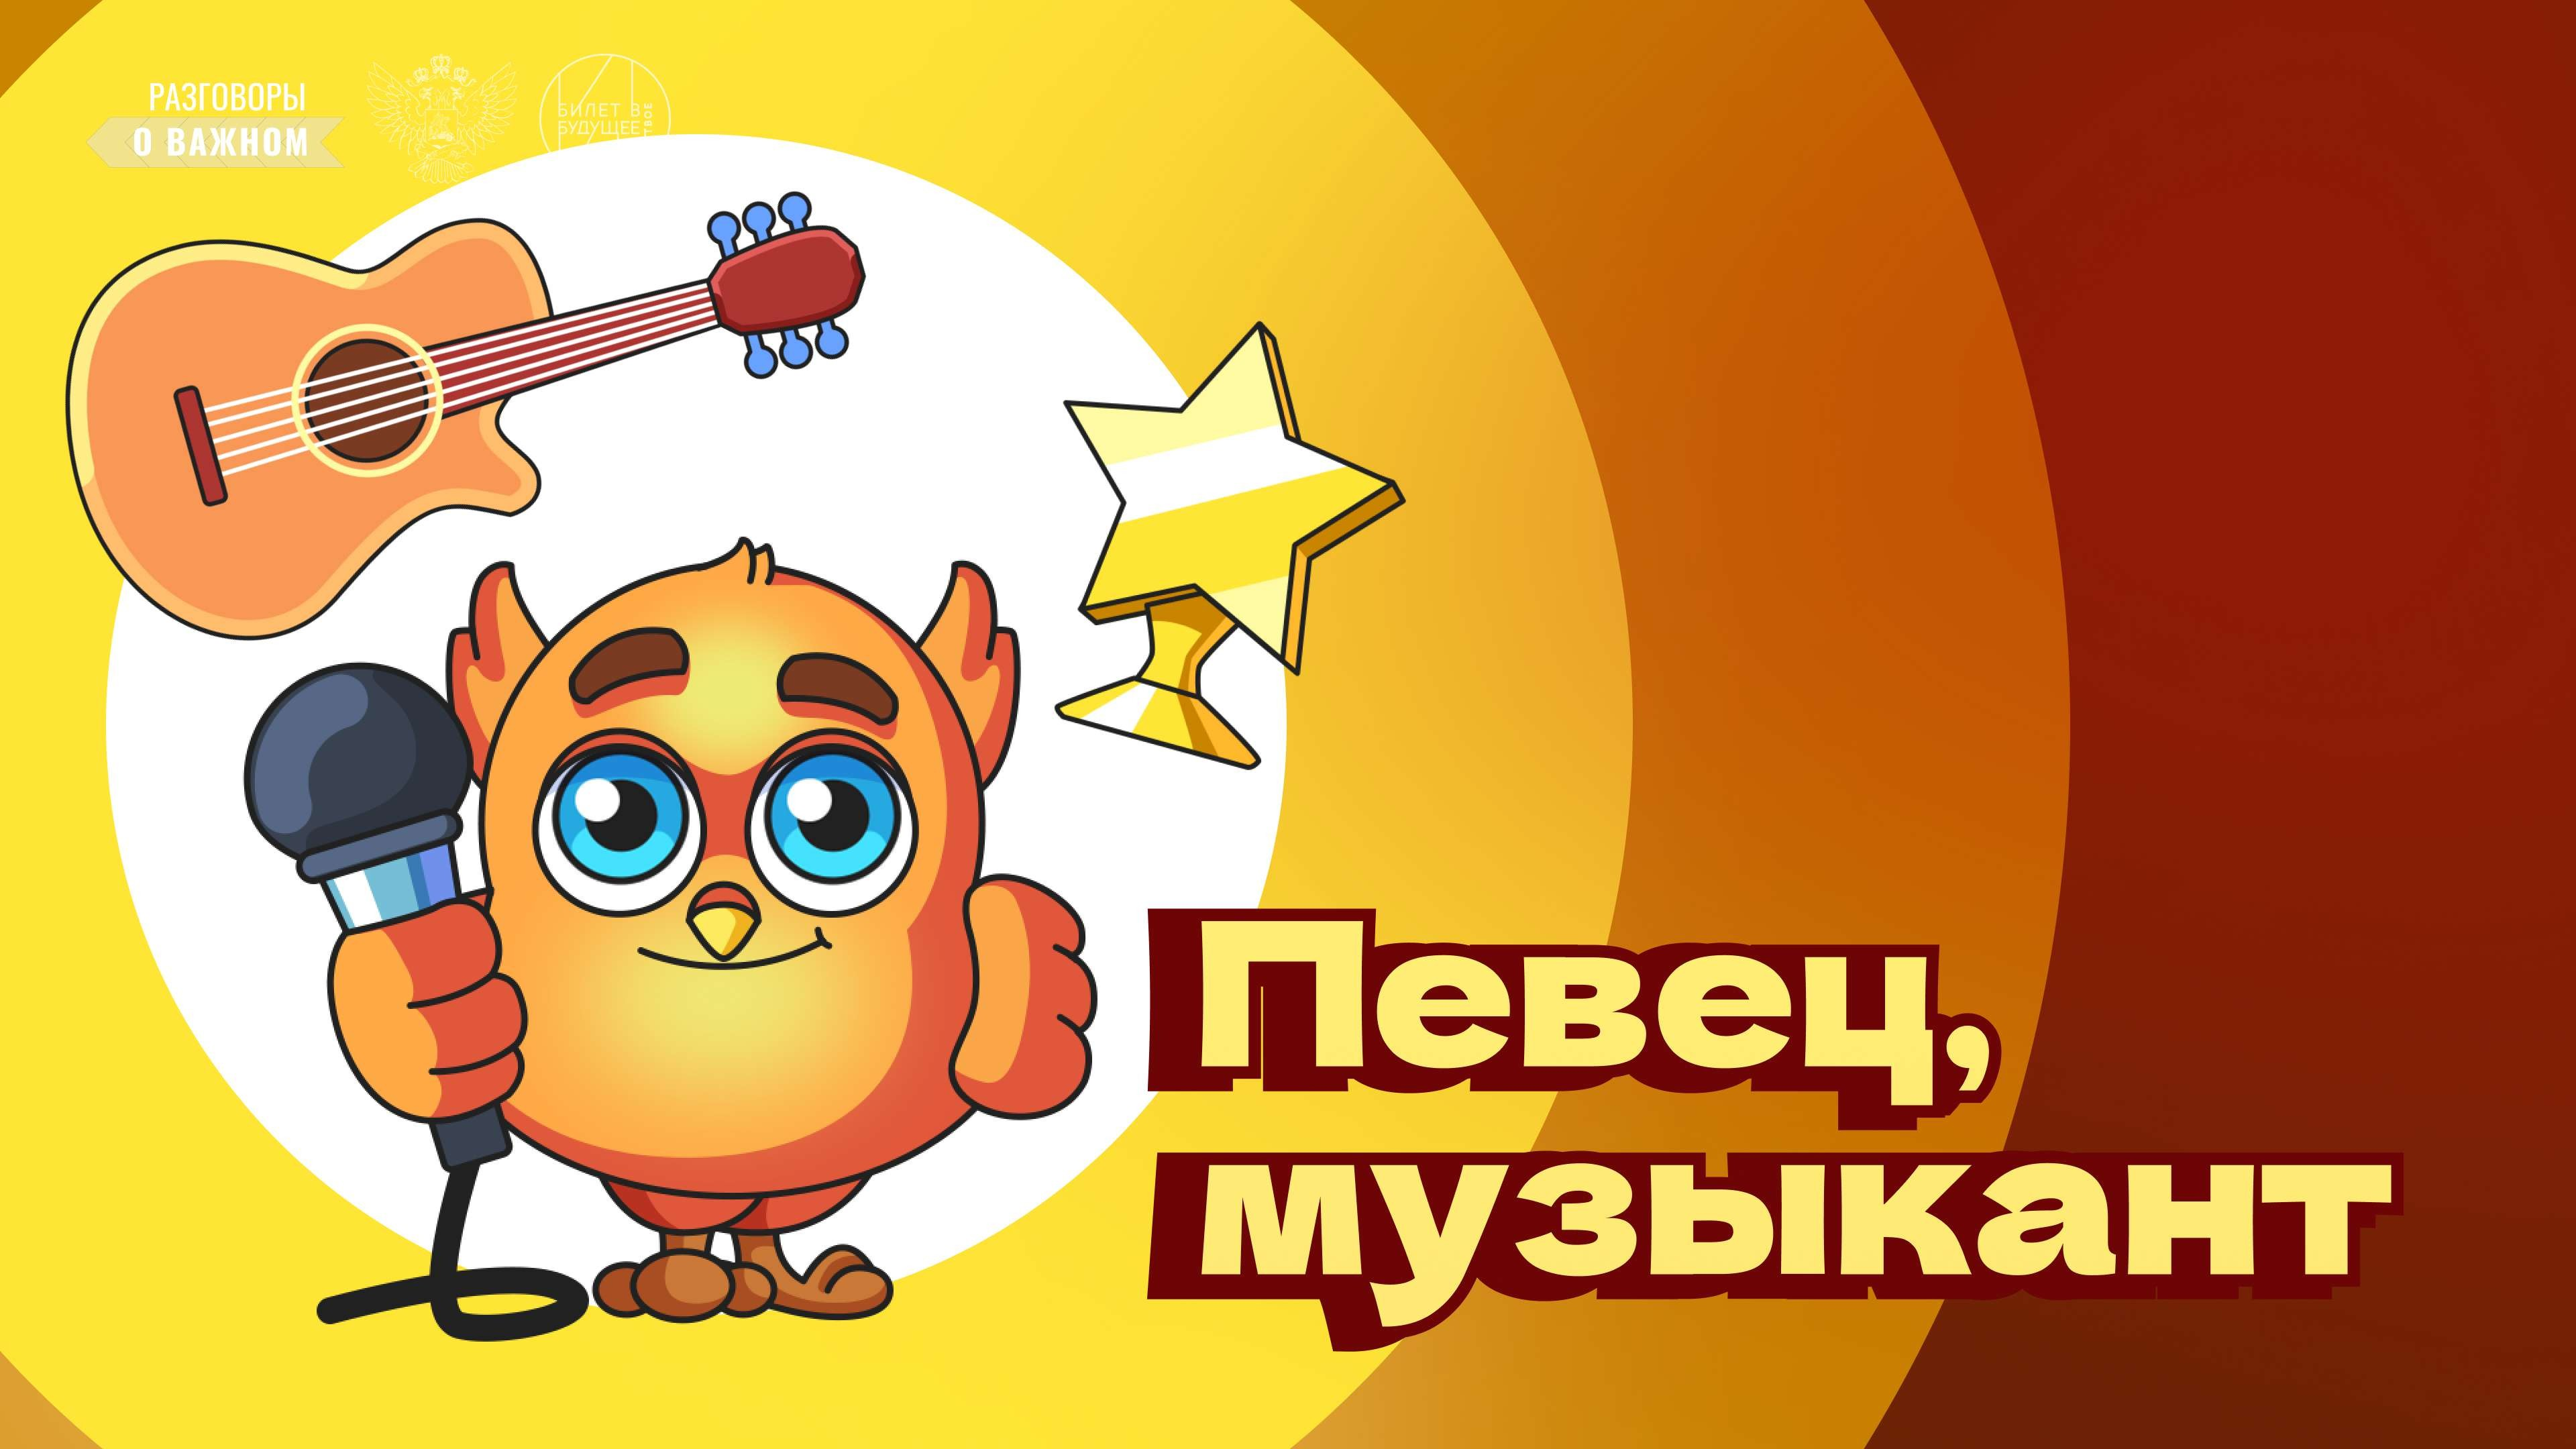 РАЗГОВОРЫ
О ВАЖНОМ
БИЛЕТ В
БУДУЩЕЕ
Певец,
музыкант